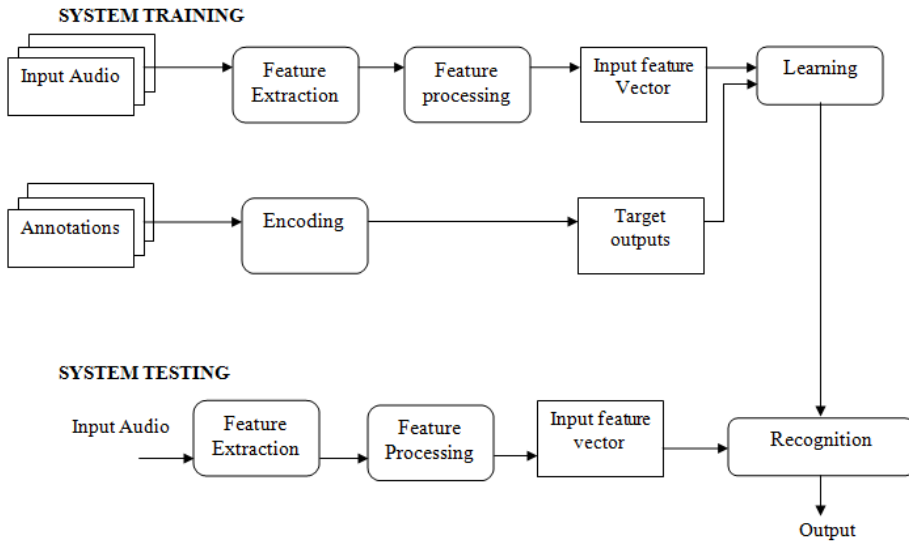 SYSTEM TRAINING
Input Audio
Feature
Extraction
Feature
processing
Input feature
Vector
Learning
Annotations
Encoding
Target
outputs
SYSTEM TESTING
Input Audio
Feature
Extraction
Feature
Processing
Input feature
vector
Recognition
Output